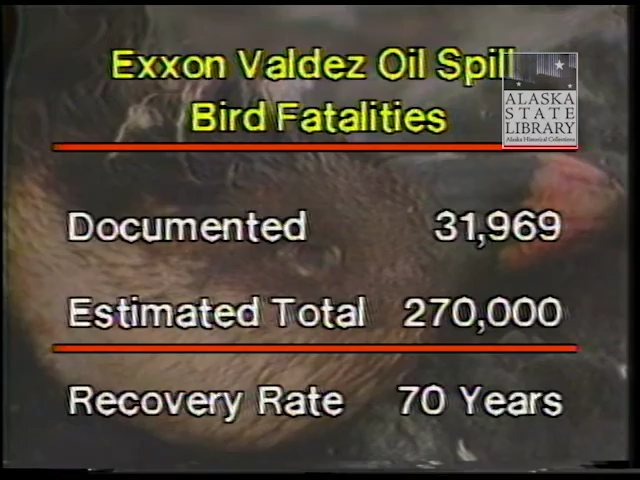 Exxon Valdez Oil Spill
Bird Fatalities
ALASKA
STATE
LIBRARY
Alaska Historical Collections
Documented 31,969
Estimated Total 270,000
Recovery Rate 70 Years